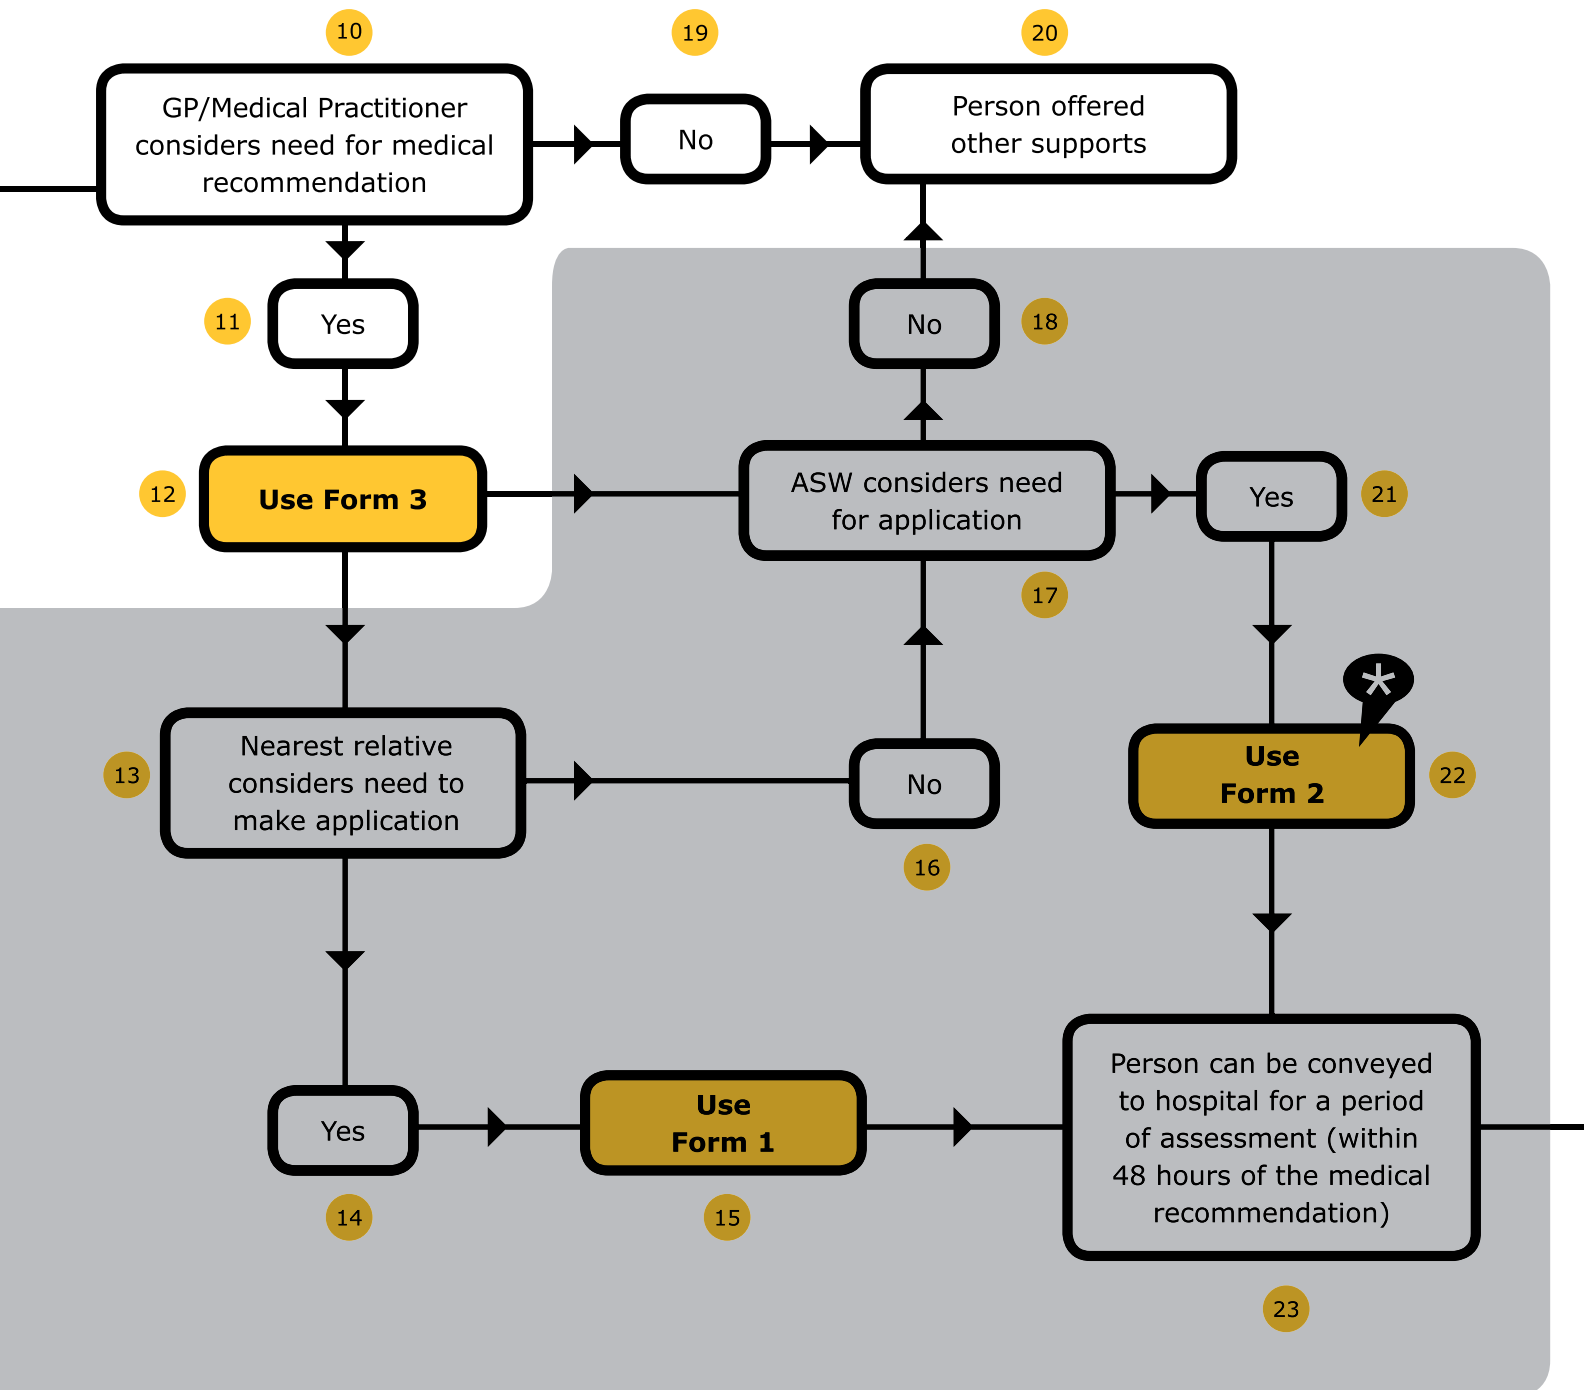 10
19
20
GP/Medical Practitioner
considers need for medical
recommendation
No
Person offered
other supports
11
Yes
No
18
12
Use Form 3
ASW considers need
for application
Yes
21
17
*
13
Nearest relative
considers need to
make application
No
16
Use
Form 2
22
Yes
14
Use
Form 1
15
Person can be conveyed
to hospital for a period
of assessment (within
48 hours of the medical
recommendation)
23